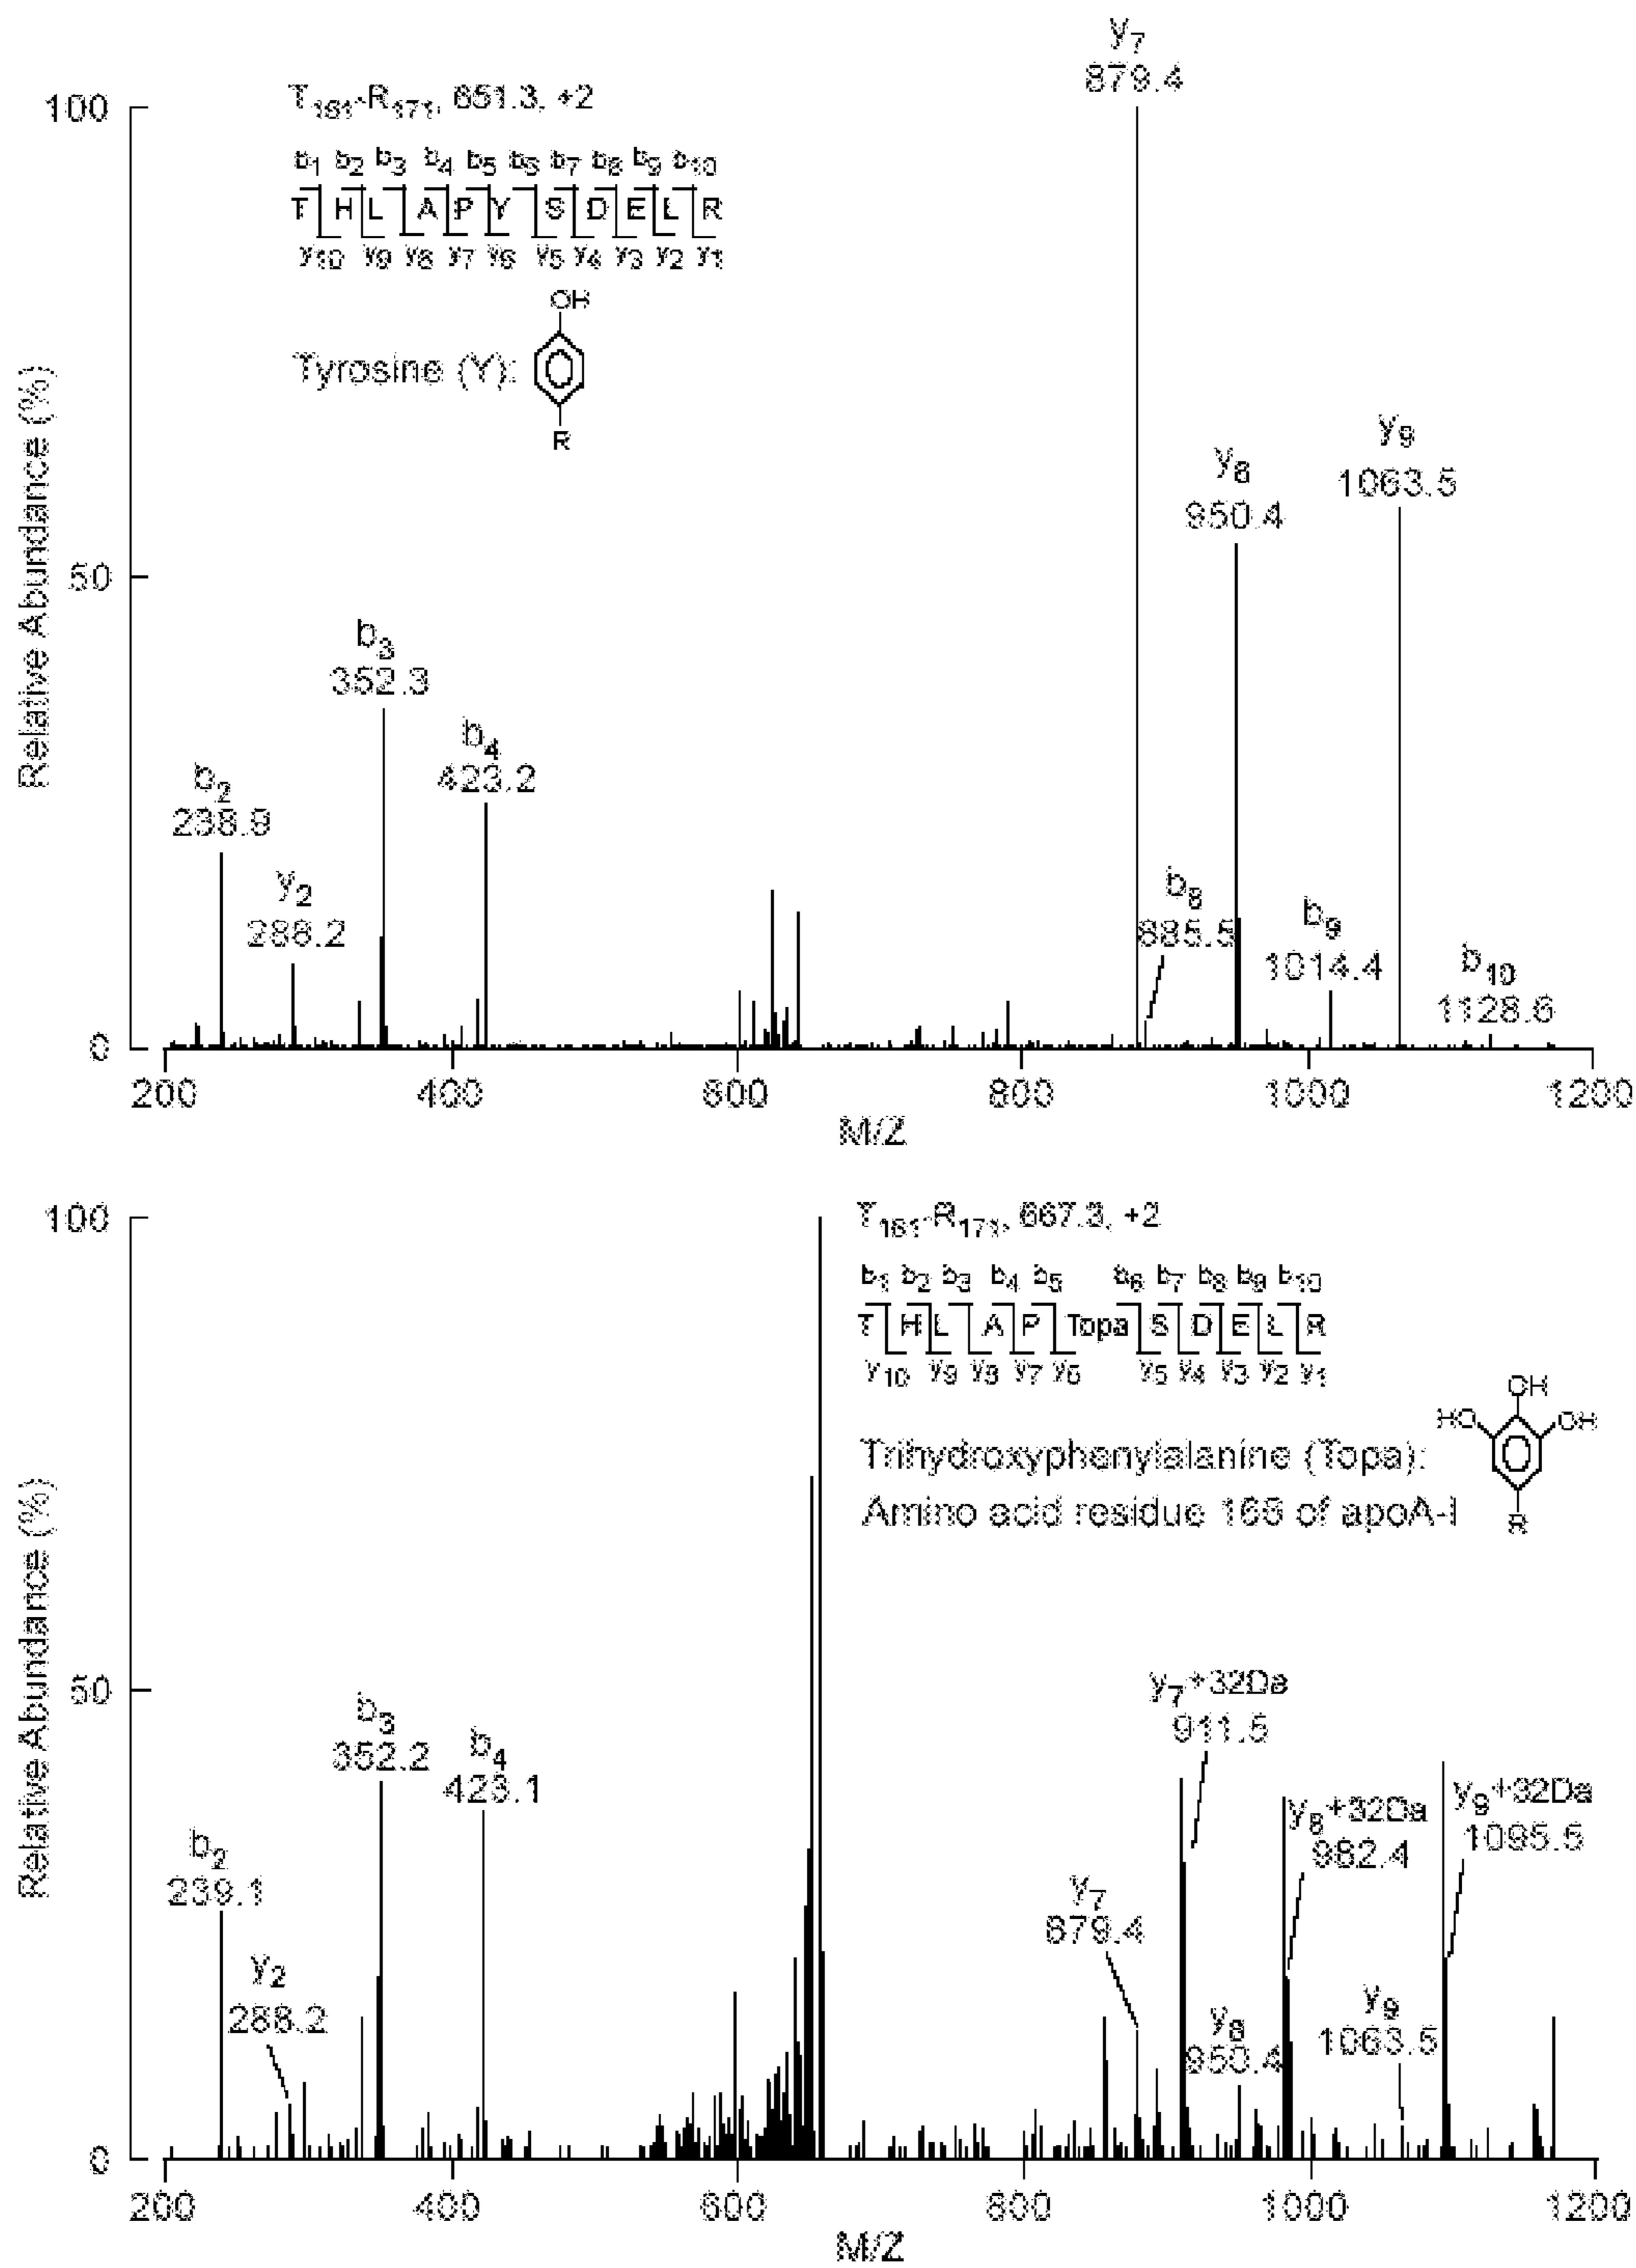 y7
879.4
100
T161-R171, 651.3, +2
b1 b2 b3 b4 b5 b6 b7 b8 b9 b10
T H L A P Y S D E L R
y10 y9 y8 y7 y6 y5 y4 y3 y2 y1
OH
Tyrosine (Y):
R
y9
1063.5
y8
950.4
50
b3
352.3
b4
423.2
b2
238.9
y2
288.2
b8
885.5
b9
1014.4
b10
1128.6
0
200 400 600 800 1000 1200
M/Z
Relative Abundance (%)
100
T161-R171, 667.3, +2
b1 b2 b3 b4 b5 b6 b7 b8 b9 b10
T H L A P Topa S D E L R
y10 y9 y8 y7 y6 y5 y4 y3 y2 y1
OH
HO OH
Trihydroxyphenylalanine (Topa):
Amino acid residue 166 of apoA-I
R
50
y7+32Da
911.5
b3
352.2
b4
423.1
y8+32Da
982.4
y9+32Da
1095.5
b2
239.1
y7
879.4
y2
288.2
y8
950.4
y9
1063.5
0
200 400 600 800 1000 1200
M/Z
Relative Abundance (%)